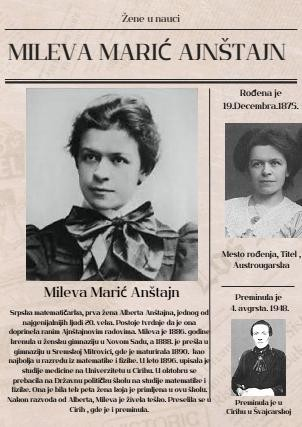 Žene u nauci
MILEVA MARIĆ AJNŠTAJN
Rođena je
19.Decembra.1875.
Mesto rođenja, Titel ,
Austrougarska
Mileva Marić Anštajn
Srpska matematičarka, prva žena Alberta Anštajna, jednog od
najgenijalnijih ljudi 20. veka. Postoje tvrdnje da je ona
doprinela ranim Ajnštajnovim radovima. Mileva je 1886. godine
krenula u žensku gimnaziju u Novom Sadu, a 1888. je prešla u
gimnaziju u Sremskoj Mitrovici, gde je maturirala 1890. kao
najbolja u razredu iz matematike i fizike. U leto 1896. upisala je
studije medicine na Univerzitetu u Cirihu. U oktobru se
prebacila na Državnu politčku školu na studije matematike i
fizike. Ona je bila tek peta žena koja je primljena u ovu školu.
Nakon razvoda od Alberta, Mileva je živela teško. Preselila se u
Cirih , gde je i preminula.
Preminula je
4. avgrsta. 1948.
Preminula je u
Cirihu u Švajcarskoj